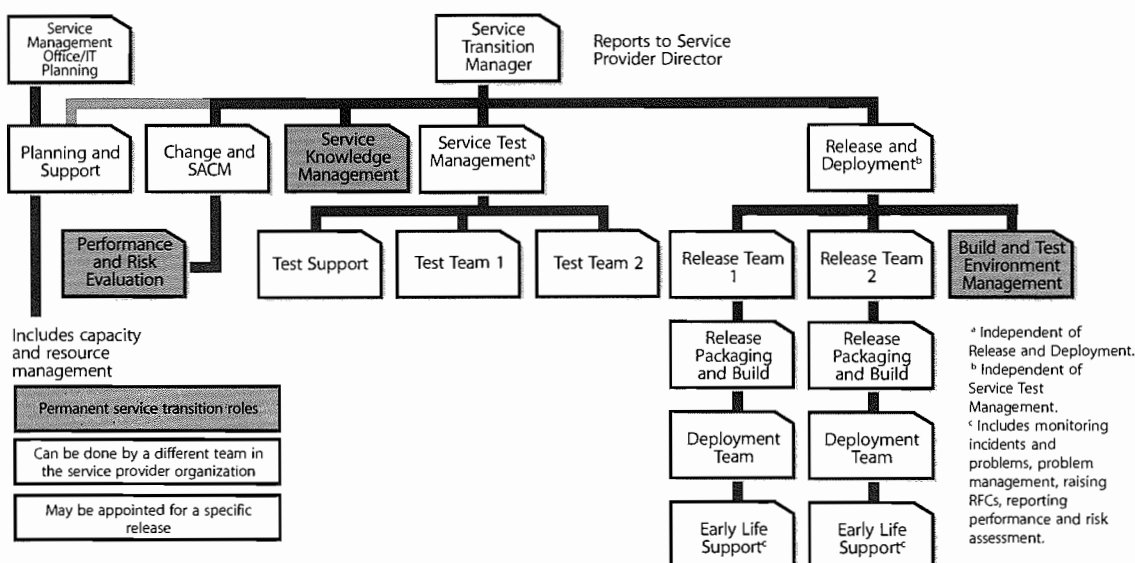 Service
Management
Office/IT
Planning
Service
Transition
Manager
Reports to Service
Provider Director
Planning and
Support
Change and
SACM
Service
Knowledge
Management
Service Test
Managementᵃ
Release and
Deploymentᵇ
Performance
and Risk
Evaluation
Test Support
Test Team 1
Test Team 2
Release Team
1
Release Team
2
Build and Test
Environment
Management
Includes capacity
and resource
management
Release
Packaging
and Build
Release
Packaging
and Build
Permanent service transition roles
Can be done by a different team in
the service provider organization
May be appointed for a specific
release
Deployment
Team
Deployment
Team
Early Life
Supportᶜ
Early Life
Supportᶜ
ᵃ Independent of
Release and Deployment.
ᵇ Independent of
Service Test
Management.
ᶜ Includes monitoring
incidents and
problems, problem
management, raising
RFCs, reporting
performance and risk
assessment.